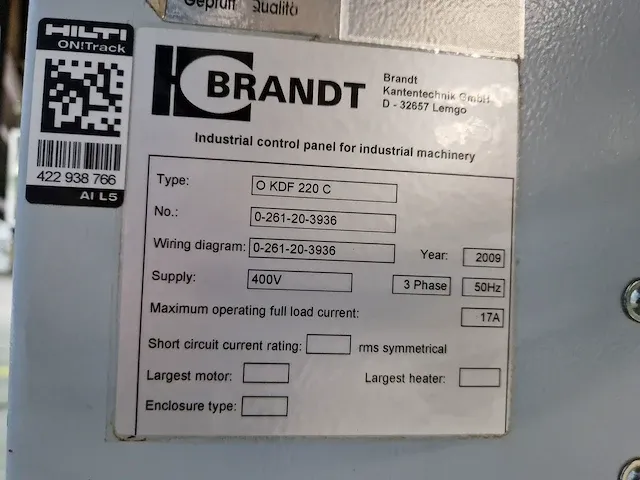 Geprüft Qualità
HILTI
ON!Track
422 938 766
AI L5
BRANDT
Brandt
Kantentechnik GmbH
D - 32657 Lemgo
Industrial control panel for industrial machinery
Type: O KDF 220 C
No.: 0-261-20-3936
Wiring diagram: 0-261-20-3936 Year: 2009
Supply: 400V 3 Phase 50Hz
Maximum operating full load current: 17A
Short circuit current rating: rms symmetrical
Largest motor: Largest heater:
Enclosure type: